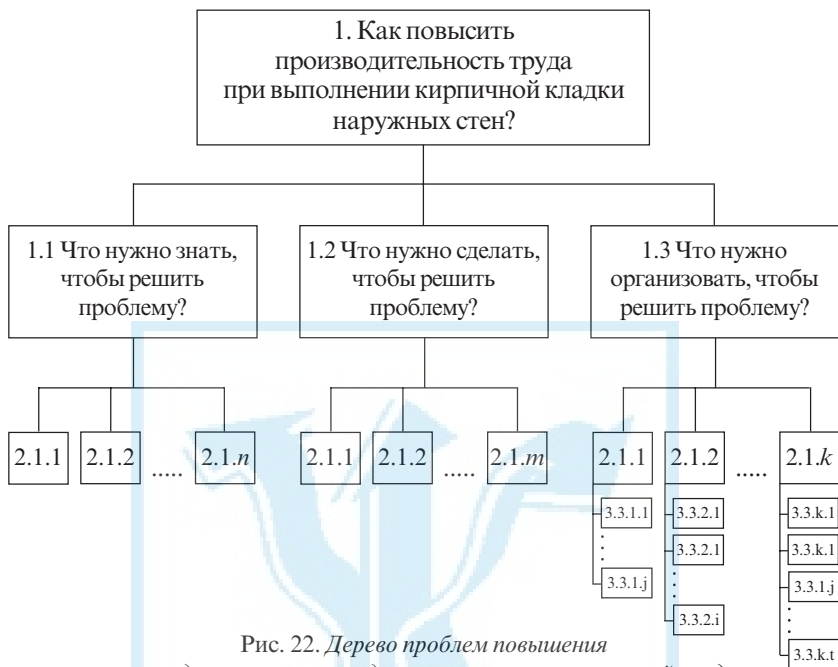 1. Как повысить
производительность труда
при выполнении кирпичной кладки
наружных стен?
1.1 Что нужно знать,
чтобы решить
проблему?
1.2 Что нужно сделать,
чтобы решить
проблему?
1.3 Что нужно
организовать, чтобы
решить проблему?
2.1.1 2.1.2 ..... 2.1.n
2.1.1 2.1.2 ..... 2.1.m
2.1.1 2.1.2 ..... 2.1.k
3.3.1.1
3.3.1.j
3.3.2.1
3.3.2.1
3.3.2.i
3.3.k.1
3.3.k.1
3.3.1.j
3.3.k.t
Рис. 22. Дерево проблем повышения